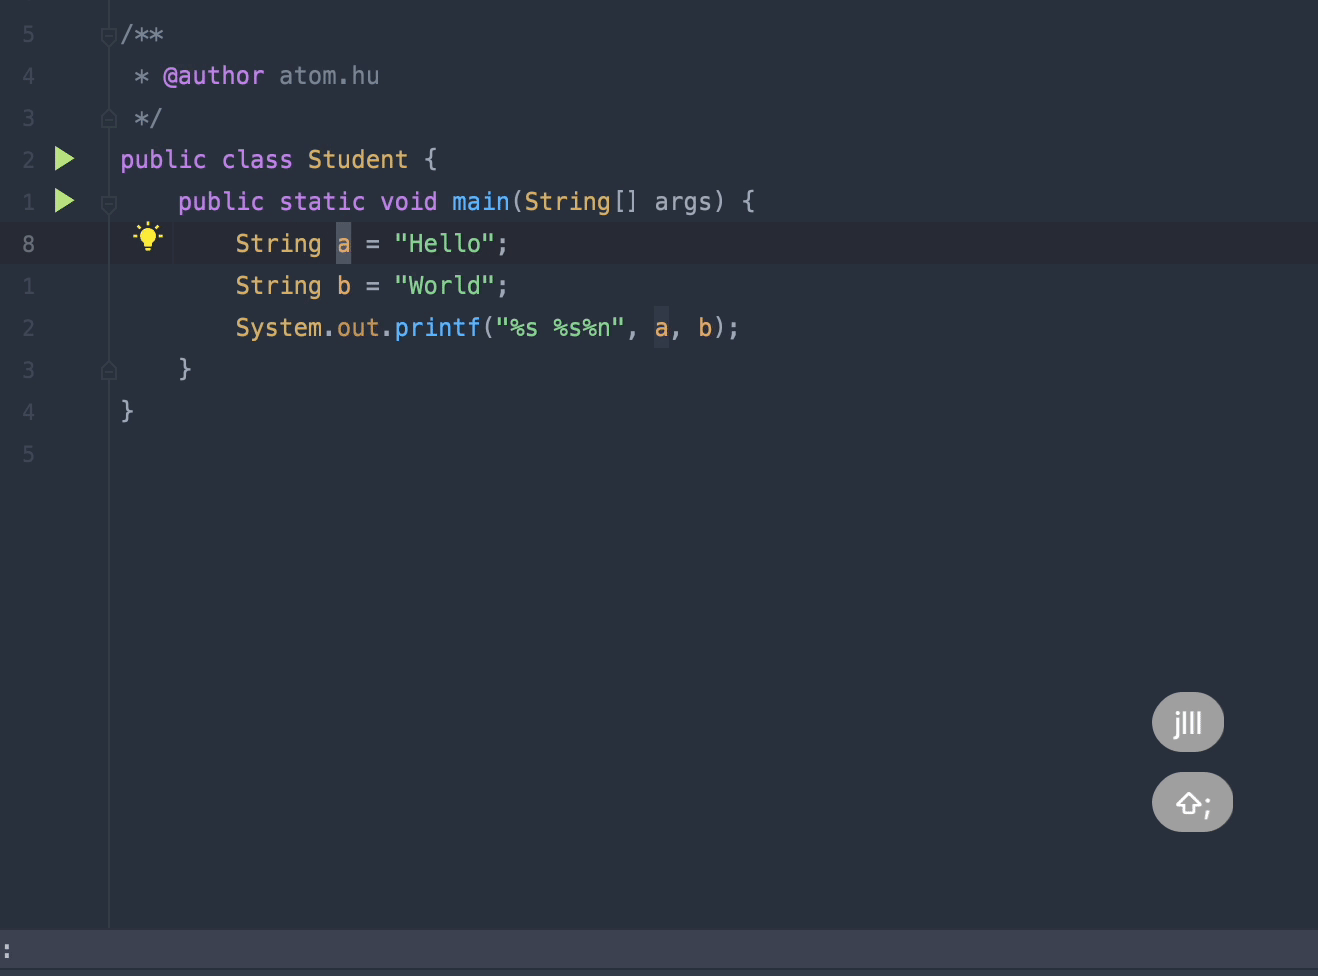 5 /**
4  * @author atom.hu
3  */
2 public class Student {
1     public static void main(String[] args) {
8         String a = "Hello";
1         String b = "World";
2         System.out.printf("%s %s%n", a, b);
3     }
4 }
5
jlll
⇧;
: